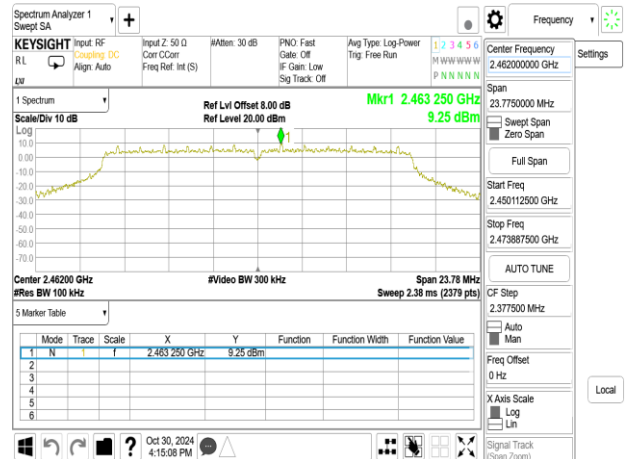 Spectrum Analyzer 1
Swept SA
Frequency
KEYSIGHT
RL
Input: RF
Coupling: DC
Align: Auto
Input Z: 50 Ω
Corr CCorr
Freq Ref: Int (S)
#Atten: 30 dB
PNO: Fast
Gate: Off
IF Gain: Low
Sig Track: Off
Avg Type: Log-Power
Trig: Free Run
1 2 3 4 5 6
M W W W W W
P N N N N N
1 Spectrum
Scale/Div 10 dB
Ref Lvl Offset 8.00 dB
Ref Level 20.00 dBm
Mkr1 2.463 250 GHz
9.25 dBm
Log
10.0
0.00
-10.0
-20.0
-30.0
-40.0
-50.0
-60.0
-70.0
1
Center 2.46200 GHz
#Res BW 100 kHz
#Video BW 300 kHz
Span 23.78 MHz
Sweep 2.38 ms (2379 pts)
5 Marker Table
Mode Trace Scale X Y Function Function Width Function Value
1 N 1 f 2.463 250 GHz 9.25 dBm
2
3
4
5
6
?
Oct 30, 2024
4:15:08 PM
Center Frequency
2.462000000 GHz
Settings
Span
23.7750000 MHz
Swept Span
Zero Span
Full Span
Start Freq
2.450112500 GHz
Stop Freq
2.473887500 GHz
AUTO TUNE
CF Step
2.377500 MHz
Auto
Man
Freq Offset
0 Hz
X Axis Scale
Log
Lin
Local
Signal Track
(Span Zoom)